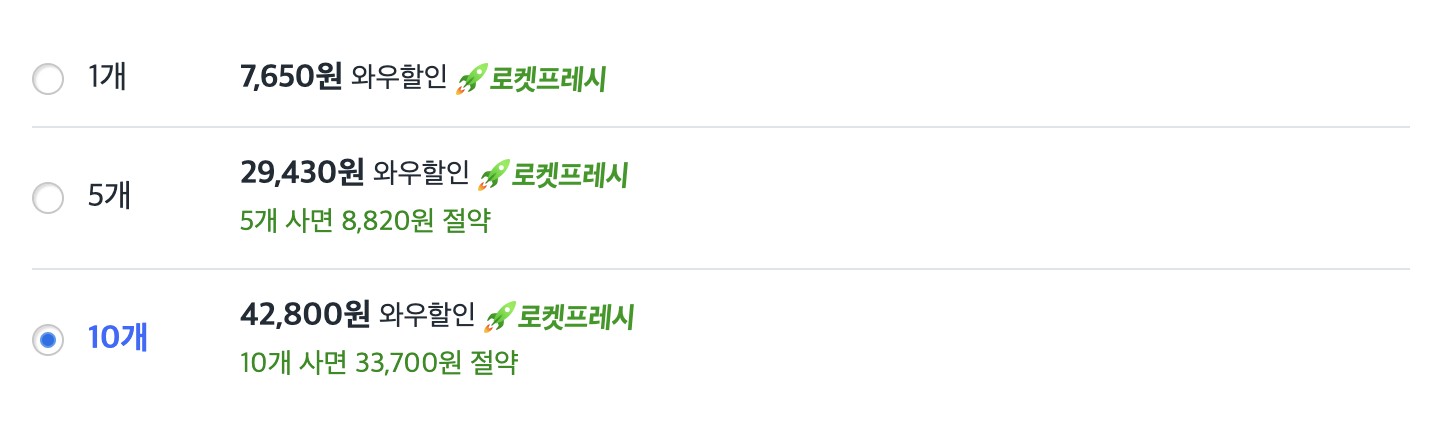 1개 7,650원 와우할인 로켓프레시
29,430원 와우할인 로켓프레시
5개
5개 사면 8,820원 절약
42,800원 와우할인 로켓프레시
10개
10개 사면 33,700원 절약